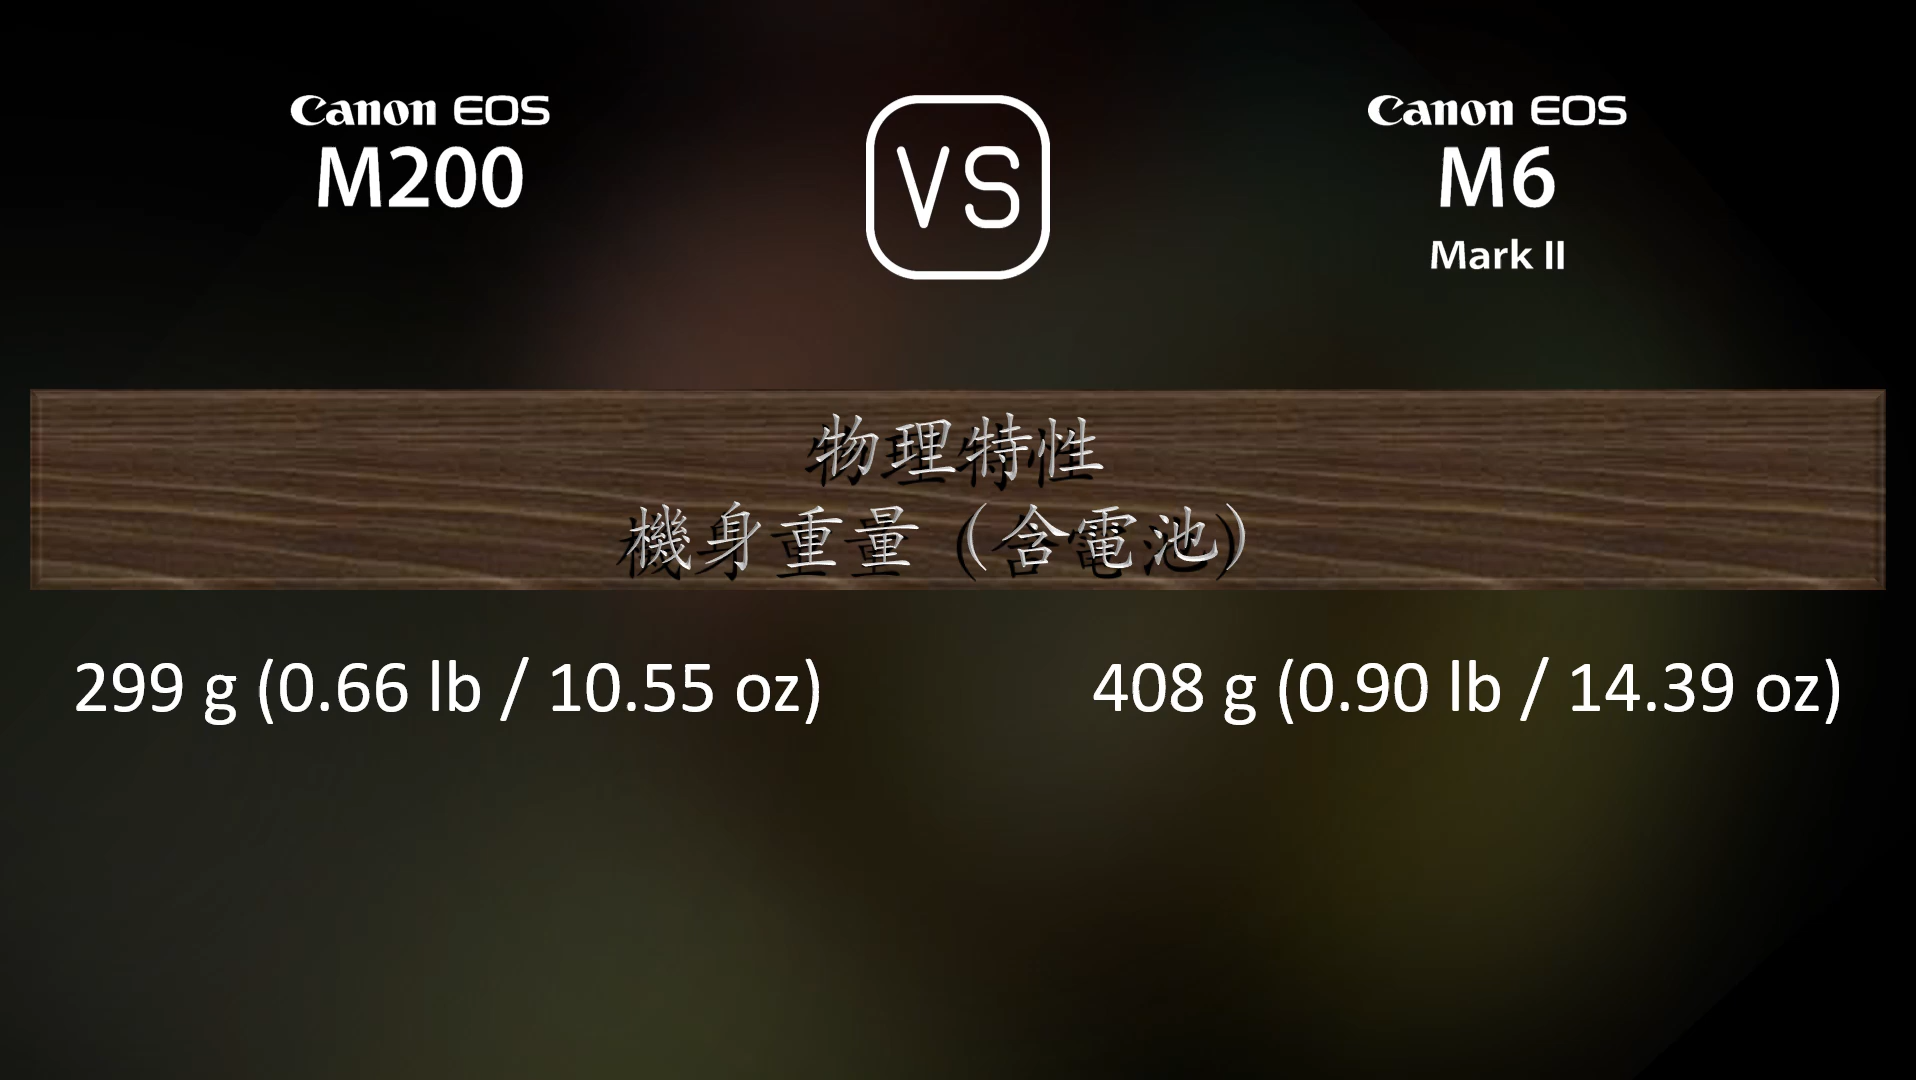 Canon EOS
M200
VS
Canon EOS
M6
Mark II
物理特性
機身重量（含電池）
299 g (0.66 lb / 10.55 oz)
408 g (0.90 lb / 14.39 oz)